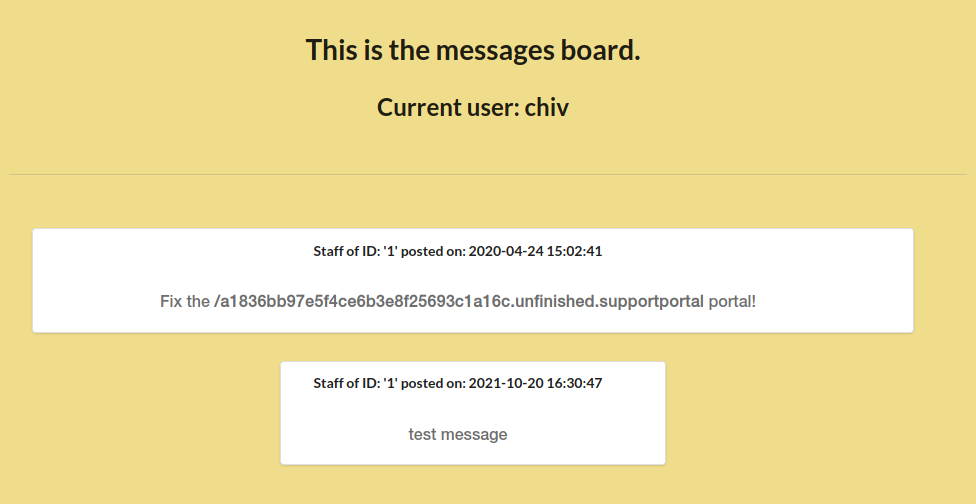 This is the messages board.
Current user: chiv
Staff of ID: '1' posted on: 2020-04-24 15:02:41
Fix the /a1836bb97e5f4ce6b3e8f25693c1a16c.unfinished.supportportal portal!
Staff of ID: '1' posted on: 2021-10-20 16:30:47
test message